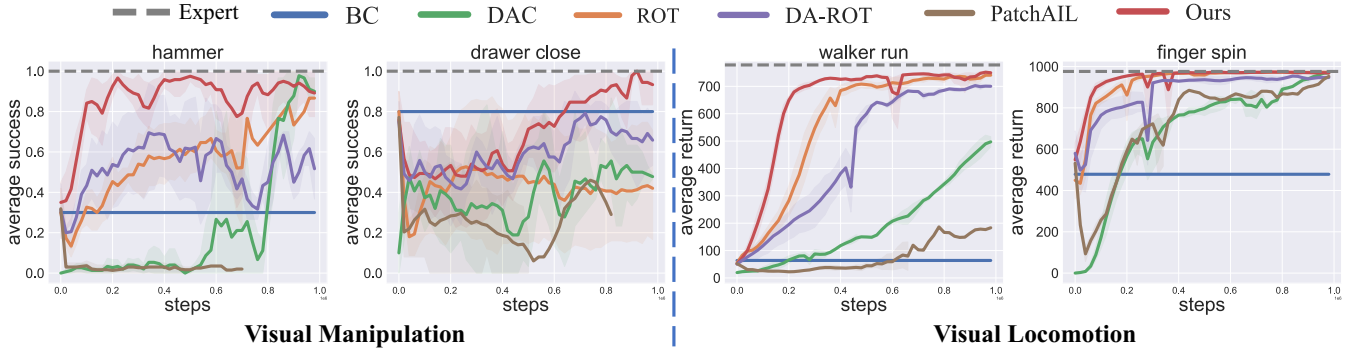 Expert BC DAC ROT DA-ROT PatchAIL Ours
hammer
average success
1.0
0.8
0.6
0.4
0.2
0.0
0.0 0.2 0.4 0.6 0.8 1.0
1e6
steps
drawer close
average success
1.0
0.8
0.6
0.4
0.2
0.0
0.0 0.2 0.4 0.6 0.8 1.0
1e6
steps
Visual Manipulation
walker run
average return
700
600
500
400
300
200
100
0
0.0 0.2 0.4 0.6 0.8 1.0
1e6
steps
finger spin
average return
1000
800
600
400
200
0
0.0 0.2 0.4 0.6 0.8 1.0
1e6
steps
Visual Locomotion